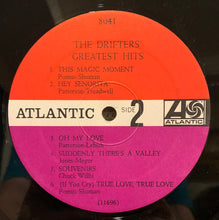 8041
THE DRIFTERS'
GREATEST HITS
1 THIS MAGIC MOMENT
Pomus-Shuman
2 HEY SENORITA
Patterson-Treadwell
ATLANTIC
SIDE 2
ATLANTIC
3 OH MY LOVE
Patterson-Lebish
4 SUDDENLY THERE'S A VALLEY
Jones-Meyer
5 SOUVENIRS
Chuck Willis
6 (If You Cry) TRUE LOVE, TRUE LOVE
Pomus-Shuman
(11696)